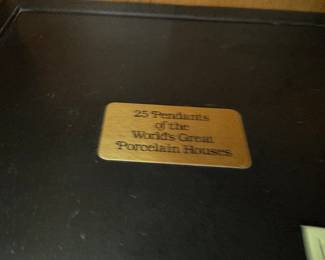 25 Pendants
of the
World's Great
Porcelain Houses